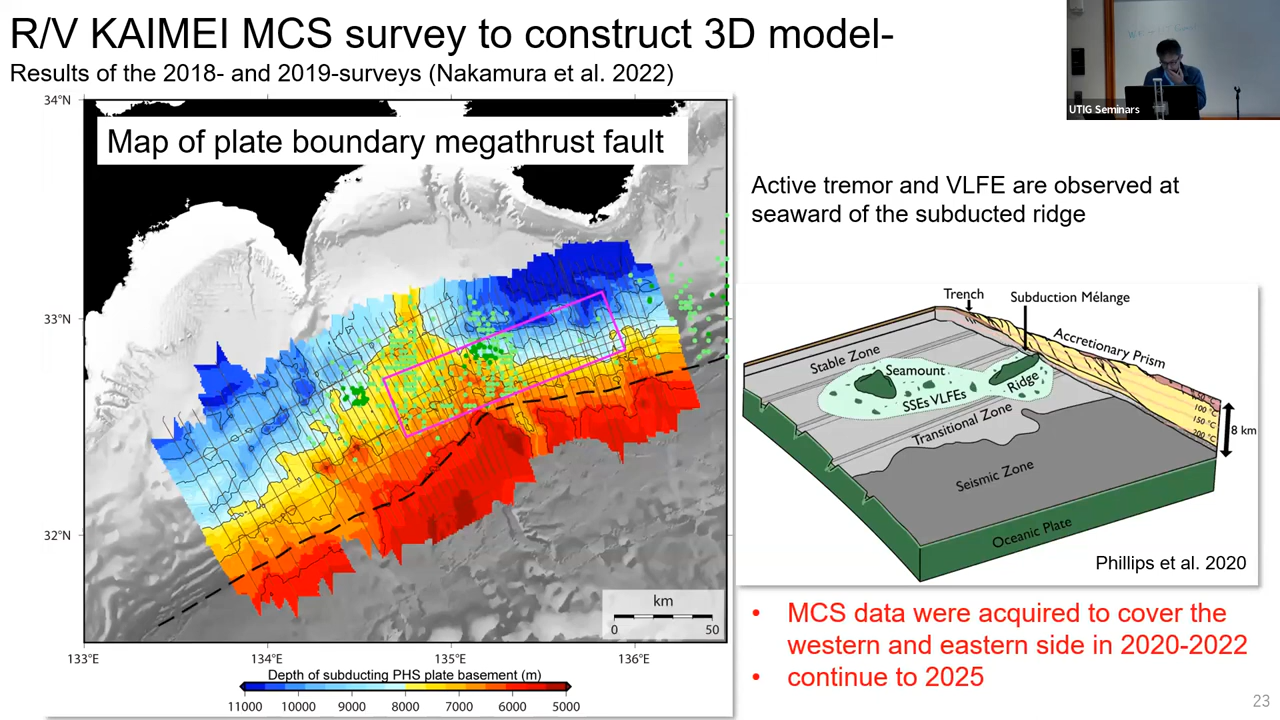 R/V KAIMEI MCS survey to construct 3D model-
Results of the 2018- and 2019-surveys (Nakamura et al. 2022)
UTIG Seminars
34°N
Map of plate boundary megathrust fault
33°N
32°N
133°E
134°E
135°E
136°E
km
0
50
Depth of subducting PHS plate basement (m)
11000 10000 9000 8000 7000 6000 5000
Active tremor and VLFE are observed at
seaward of the subducted ridge
Trench
Subduction Mélange
Accretionary Prism
Stable Zone
Seamount
Ridge
SSEs VLFEs
Transitional Zone
Seismic Zone
Oceanic Plate
100 °C
150 °C
200 °C
8 km
Phillips et al. 2020
• MCS data were acquired to cover the
western and eastern side in 2020-2022
• continue to 2025
23